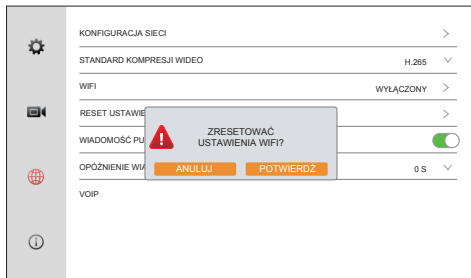 KONFIGURACJA SIECI
STANDARD KOMPRESJI WIDEO H.265
WIFI WYŁĄCZONY
RESET USTAWIE
WIADOMOŚĆ PU
OPÓŹNIENIE WIA 0 S
VOIP
ZRESETOWAĆ
USTAWIENIA WIFI?
ANULUJ POTWIERDŹ